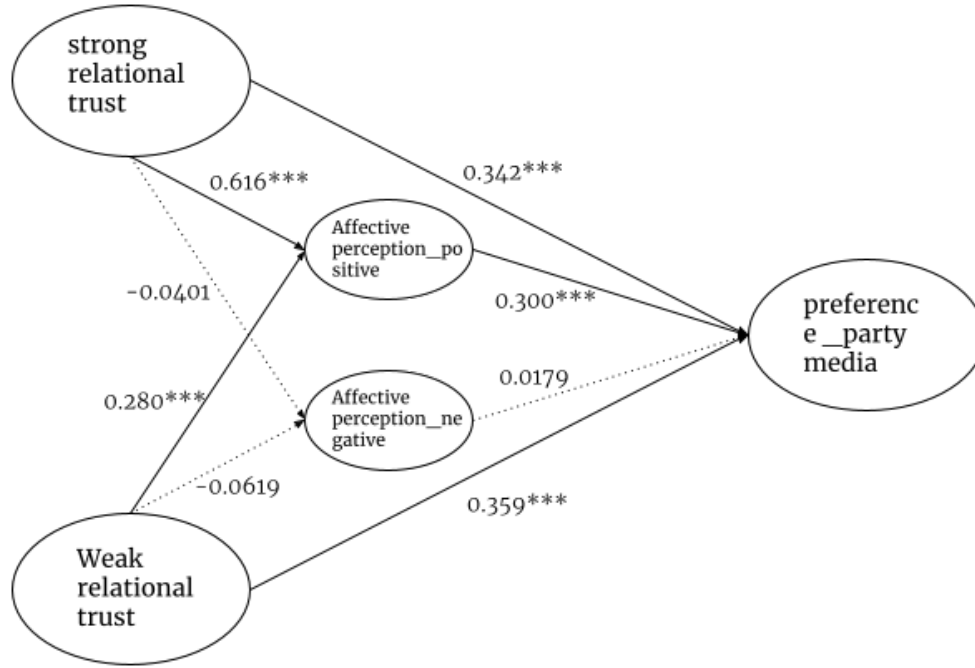 strong
relational
trust
0.342***
0.616***
Affective
perception_po
sitive
-0.0401
0.300***
preferenc
e _party
media
Affective
perception_ne
gative
0.0179
0.280***
-0.0619
0.359***
Weak
relational
trust